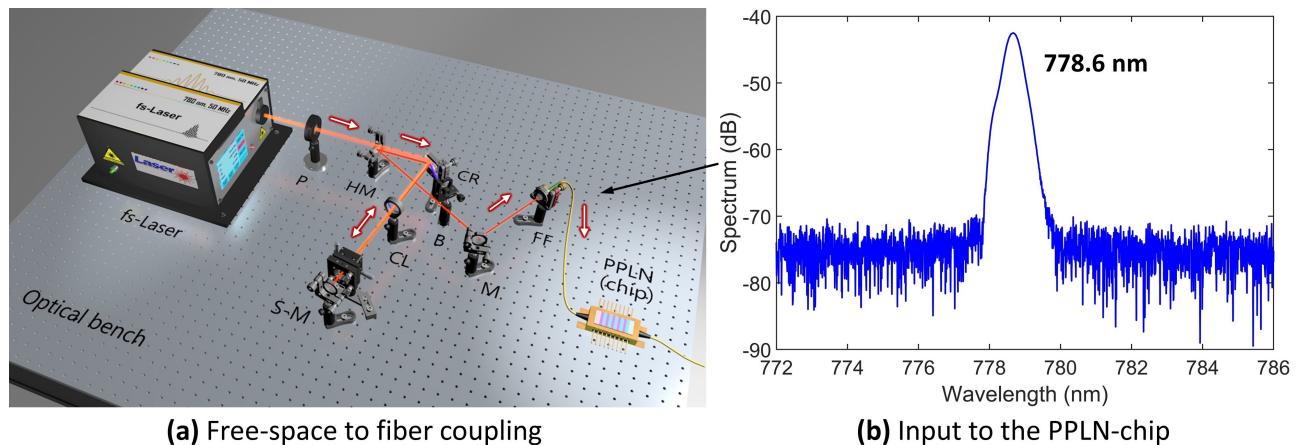 780 nm, 50 MHz
780 nm, 50 MHz
fs-Laser
Laser
fs-Laser
P
HM
CR
B
CL
M
FF
S-M
PPLN
(chip)
Optical bench
(a) Free-space to fiber coupling
-40
-50
-60
-70
-80
-90
Spectrum (dB)
778.6 nm
772
774
776
778
780
782
784
786
Wavelength (nm)
(b) Input to the PPLN-chip